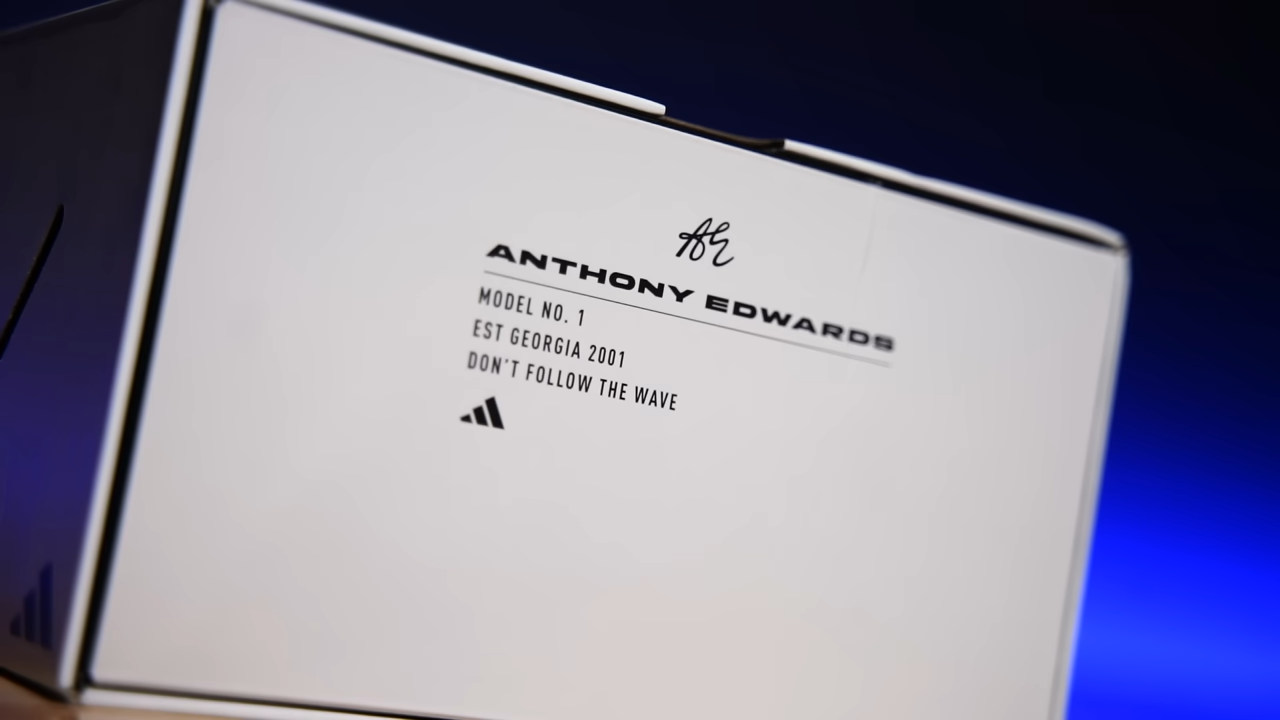 AE
ANTHONY EDWARDS
MODEL NO. 1
EST GEORGIA 2001
DON'T FOLLOW THE WAVE